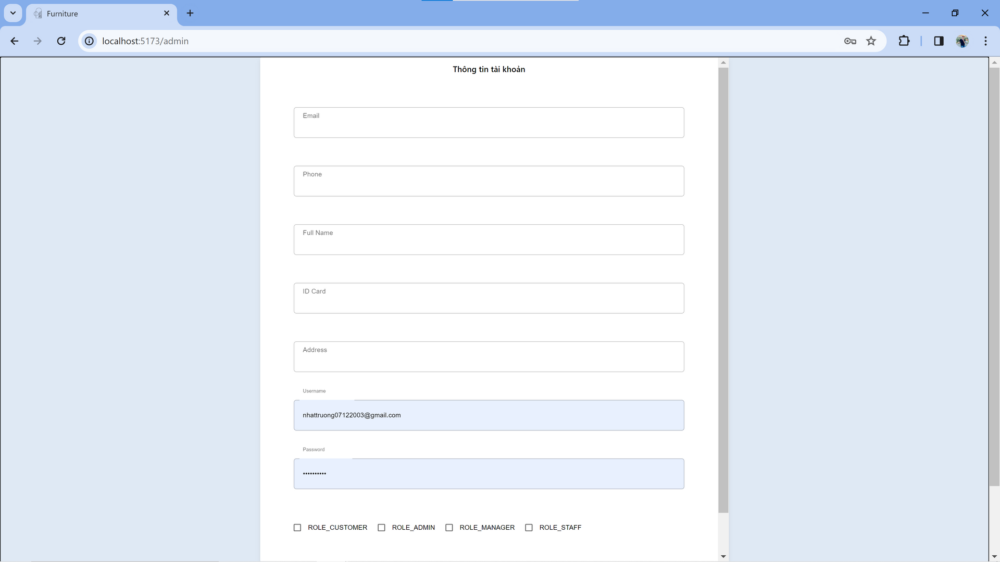 Furniture
localhost:5173/admin
Thông tin tài khoản
Email
Phone
Full Name
ID Card
Address
Username
nhattruong07122003@gmail.com
Password
••••••••••
ROLE_CUSTOMER ROLE_ADMIN ROLE_MANAGER ROLE_STAFF